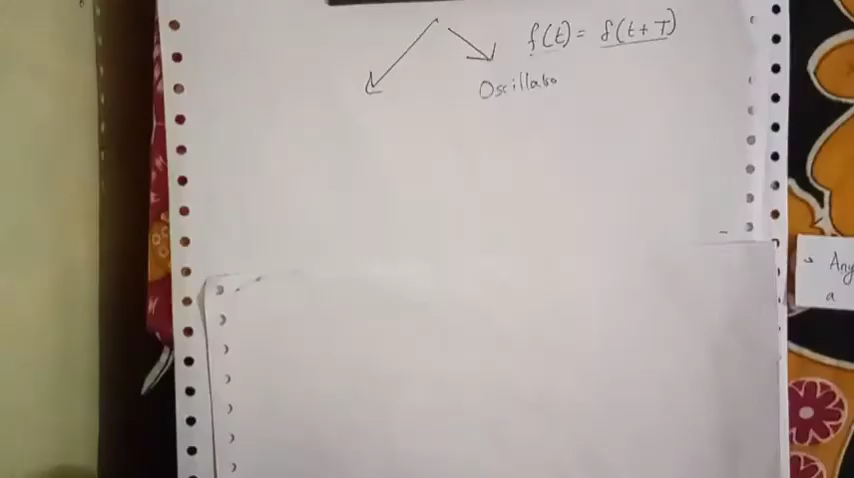 f(t) = f(t+T)
Oscillato
Any
a